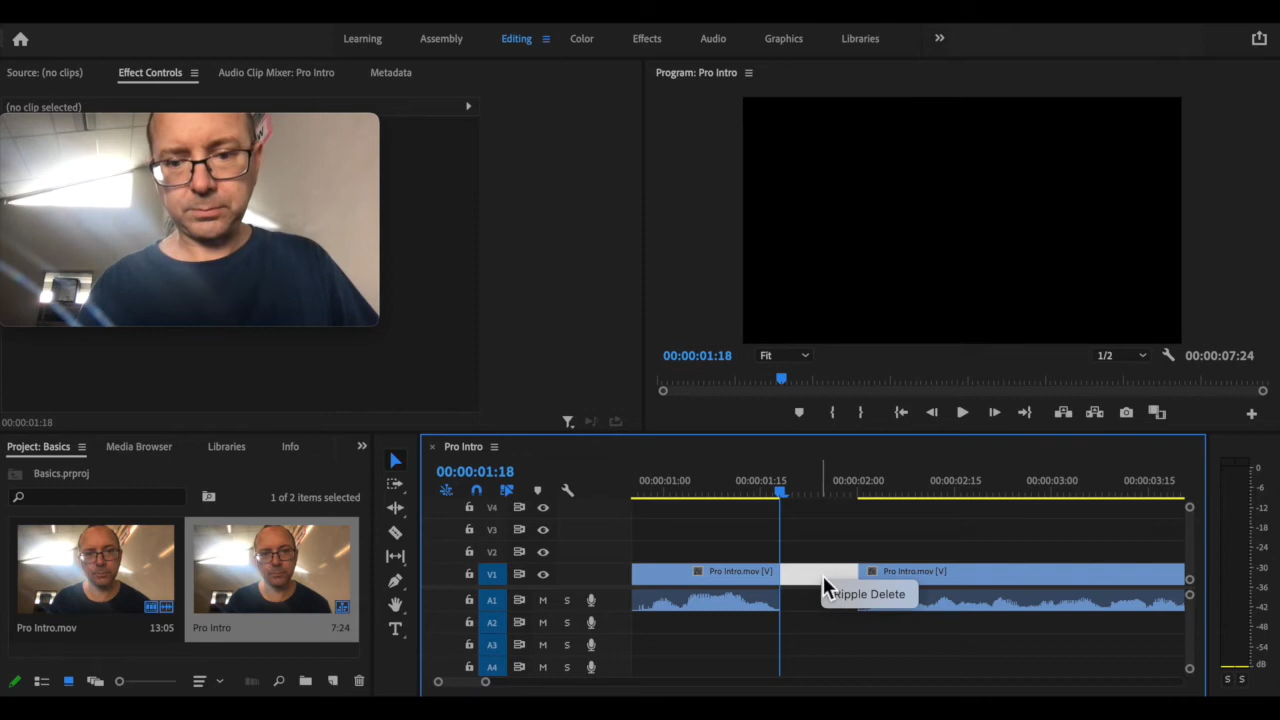 Learning Assembly Editing Color Effects Audio Graphics Libraries
Source: (no clips) Effect Controls Audio Clip Mixer: Pro Intro Metadata
Program: Pro Intro
(no clip selected)
00:00:01:18 Fit 1/2 00:00:07:24
00:00:01:18
Project: Basics Media Browser Libraries Info
Pro Intro
Basics.prproj
00:00:01:18
1 of 2 items selected
00:00:01:00 00:00:01:15 00:00:02:00 00:00:02:15 00:00:03:00 00:00:03:15
V4
V3
V2
V1 Pro Intro.mov [V] Pro Intro.mov [V]
Ripple Delete
A1 M S
A2 M S
A3 M S
A4 M S
Pro Intro.mov 13:05 Pro Intro 7:24
0
-6
-12
-18
-24
-30
-36
-42
-48
-54
dB
S S